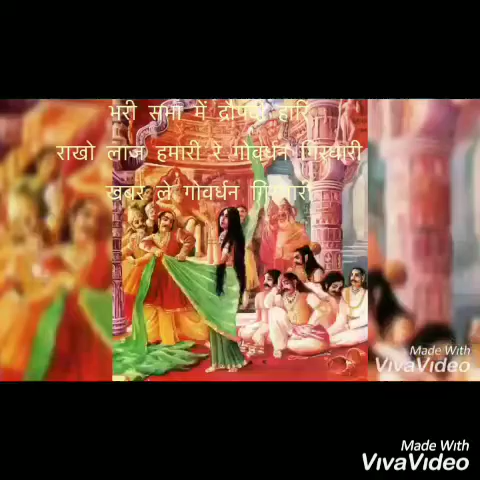 भरी सभा में द्रौपदी हारि
राखो लाज हमारी रे गोवर्धन गिरधारी
खबर ले गोवर्धन गिरधारी
Made With
VivaVideo
Made With
VivaVideo